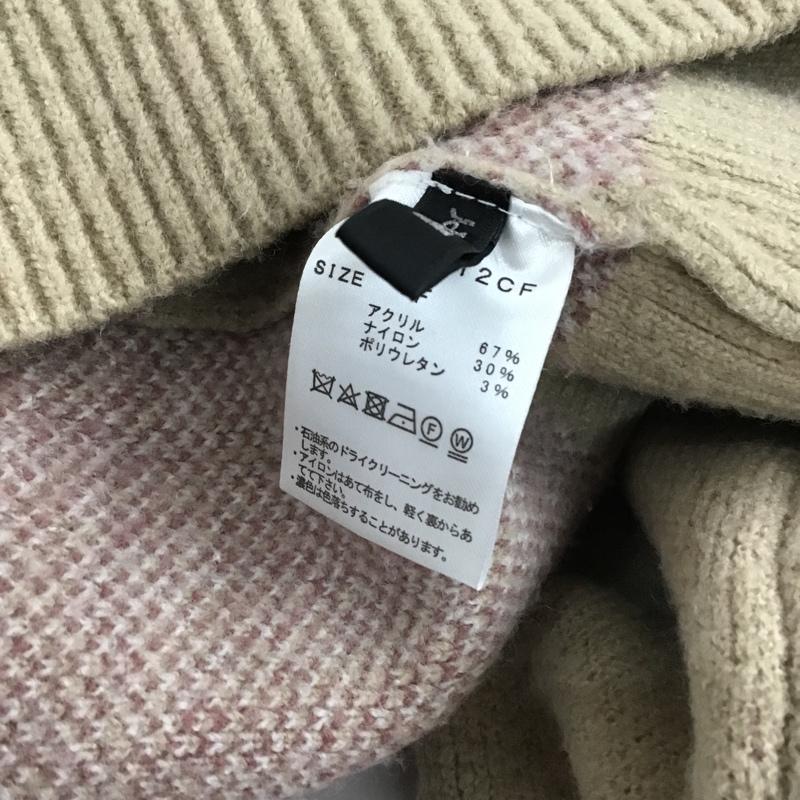 SIZE
12CF
アクリル 67%
ナイロン 30%
ポリウレタン 3%
F W
・石油系のドライクリーニングをお勧め
します。
・アイロンはあて布をし、軽く裏からあ
てて下さい。
・濃色は色落ちすることがあります。